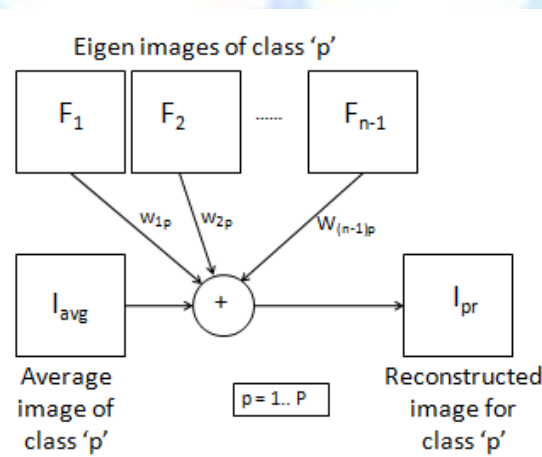 Eigen images of class ‘p’
F1 F2 ...... Fn-1
w1p w2p W(n-1)p
Iavg + Ipr
Average
image of
class ‘p’
p = 1.. P
Reconstructed
image for
class ‘p’